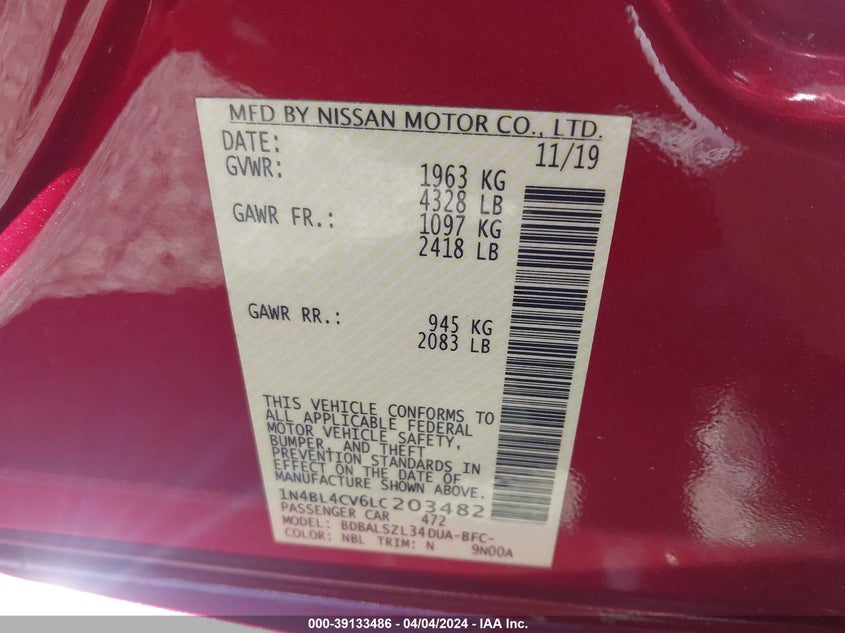 MFD BY NISSAN MOTOR CO., LTD.
DATE: 11/19
GVWR: 1963 KG
4328 LB
GAWR FR.: 1097 KG
2418 LB
GAWR RR.: 945 KG
2083 LB
THIS VEHICLE CONFORMS TO
ALL APPLICABLE FEDERAL
MOTOR VEHICLE SAFETY,
BUMPER, AND THEFT
PREVENTION STANDARDS IN
EFFECT ON THE DATE OF
MANUFACTURE SHOWN ABOVE.
1N4BL4CV6LC203482
PASSENGER CAR 472
MODEL: BDBALSZL34DUA-BFC-
COLOR: NBL TRIM: N 9N00A
000-39133486 - 04/04/2024 - IAA Inc.